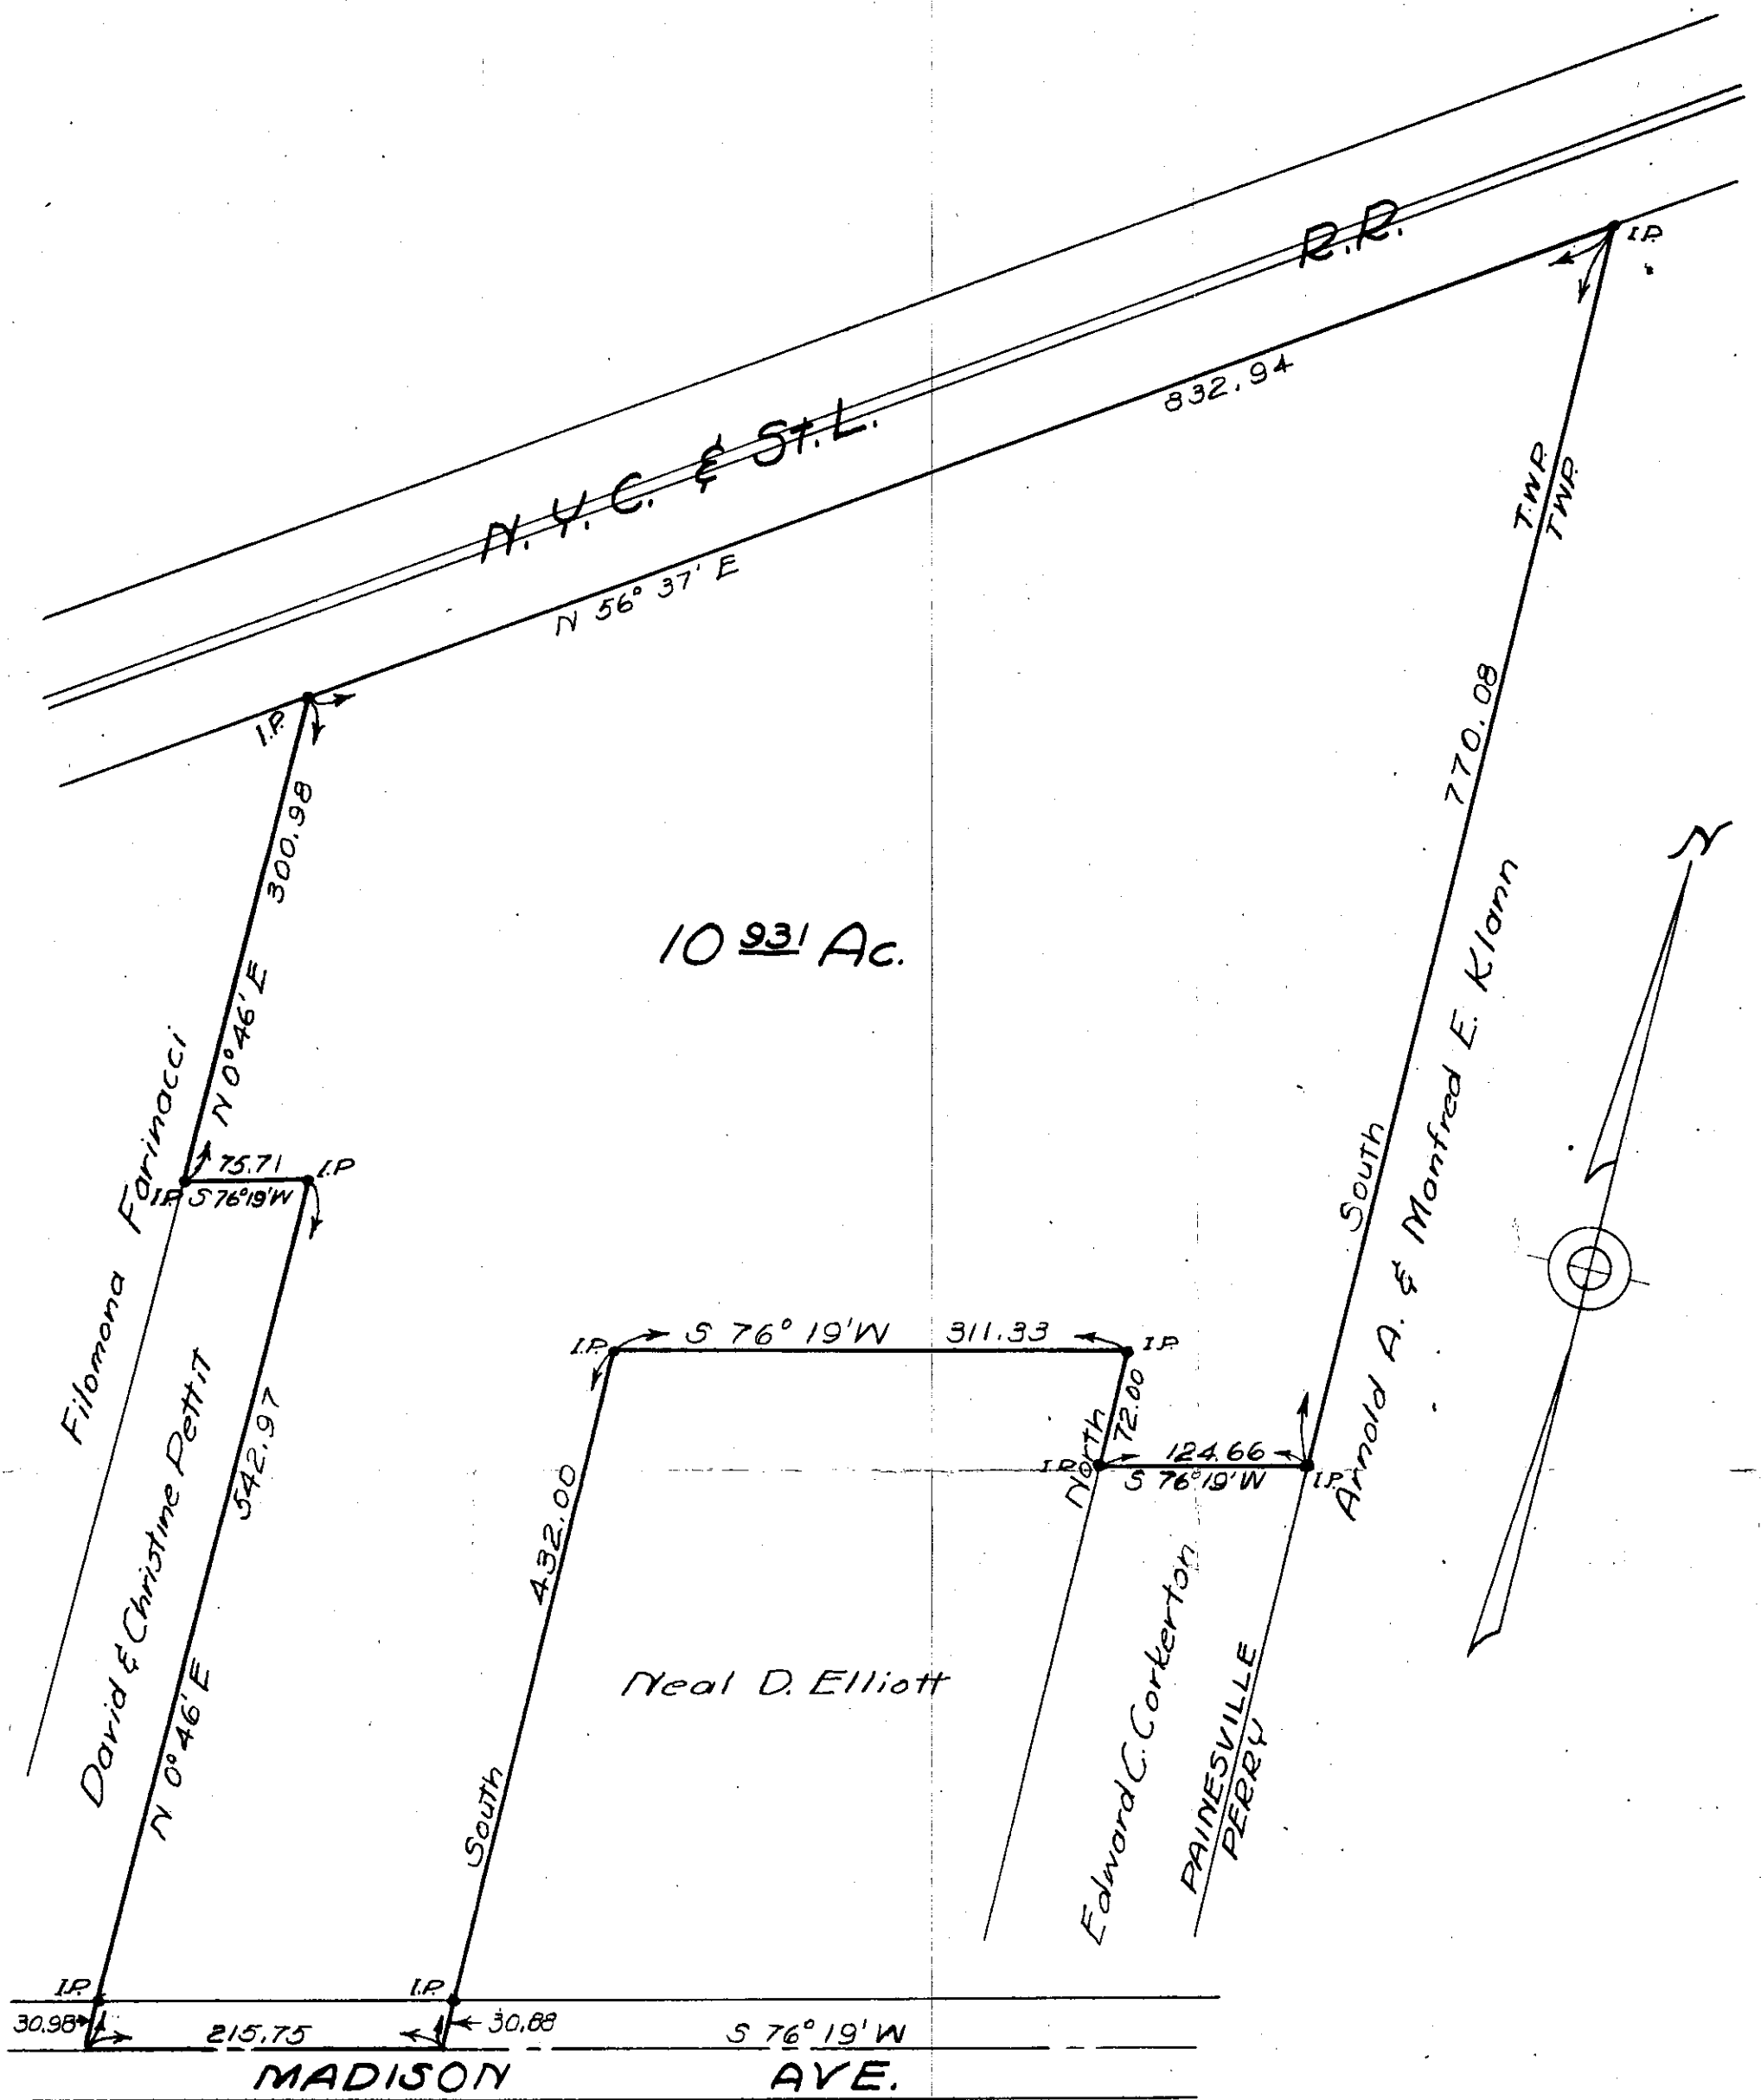 R.R.
I.P.
832.94
N.Y.C. & St.L.
TWP.
TWP.
N 56° 37' E
770.08
I.P.
300.98
N
10 931 Ac.
Arnold A. & Manfred E. Klann
N 0° 46' E
Filomona Farinacci
South
75.71
I.P.
I.P.
S 76° 19' W
I.P.
S 76° 19' W 311.33
I.P.
72.00
North
David & Christine Pettit
542.97
124.66
I.P.
S 76° 19' W
I.P.
432.00
Neal D. Elliott
Edward C. Corkerton
PAINESVILLE
PERRY
N 0° 46' E
South
I.P.
I.P.
30.98
215.75
30.88
S 76° 19' W
MADISON AVE.